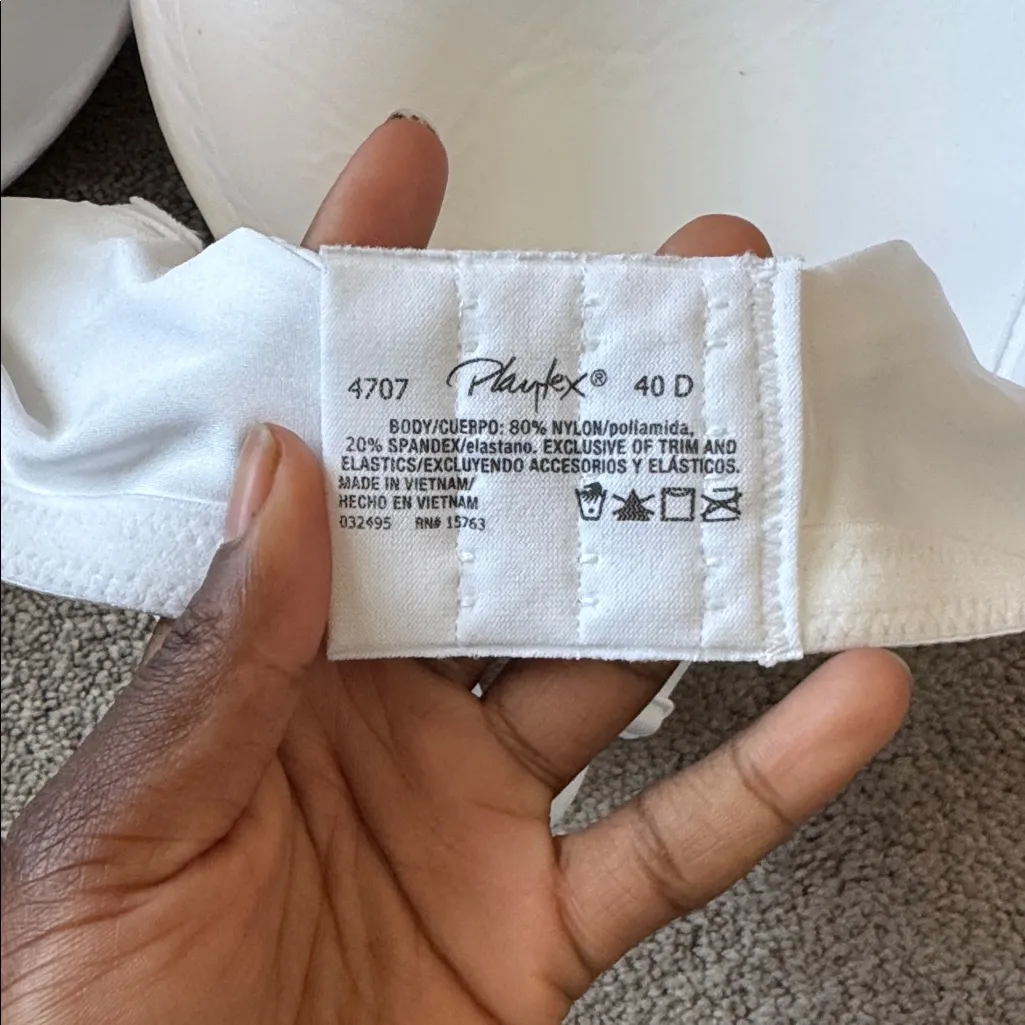 4707 Playtex® 40 D
BODY/CUERPO: 80% NYLON/poliamida,
20% SPANDEX/elastano. EXCLUSIVE OF TRIM AND
ELASTICS/EXCLUYENDO ACCESORIOS Y ELÁSTICOS.
MADE IN VIETNAM/
HECHO EN VIETNAM
032495 RN# 15763